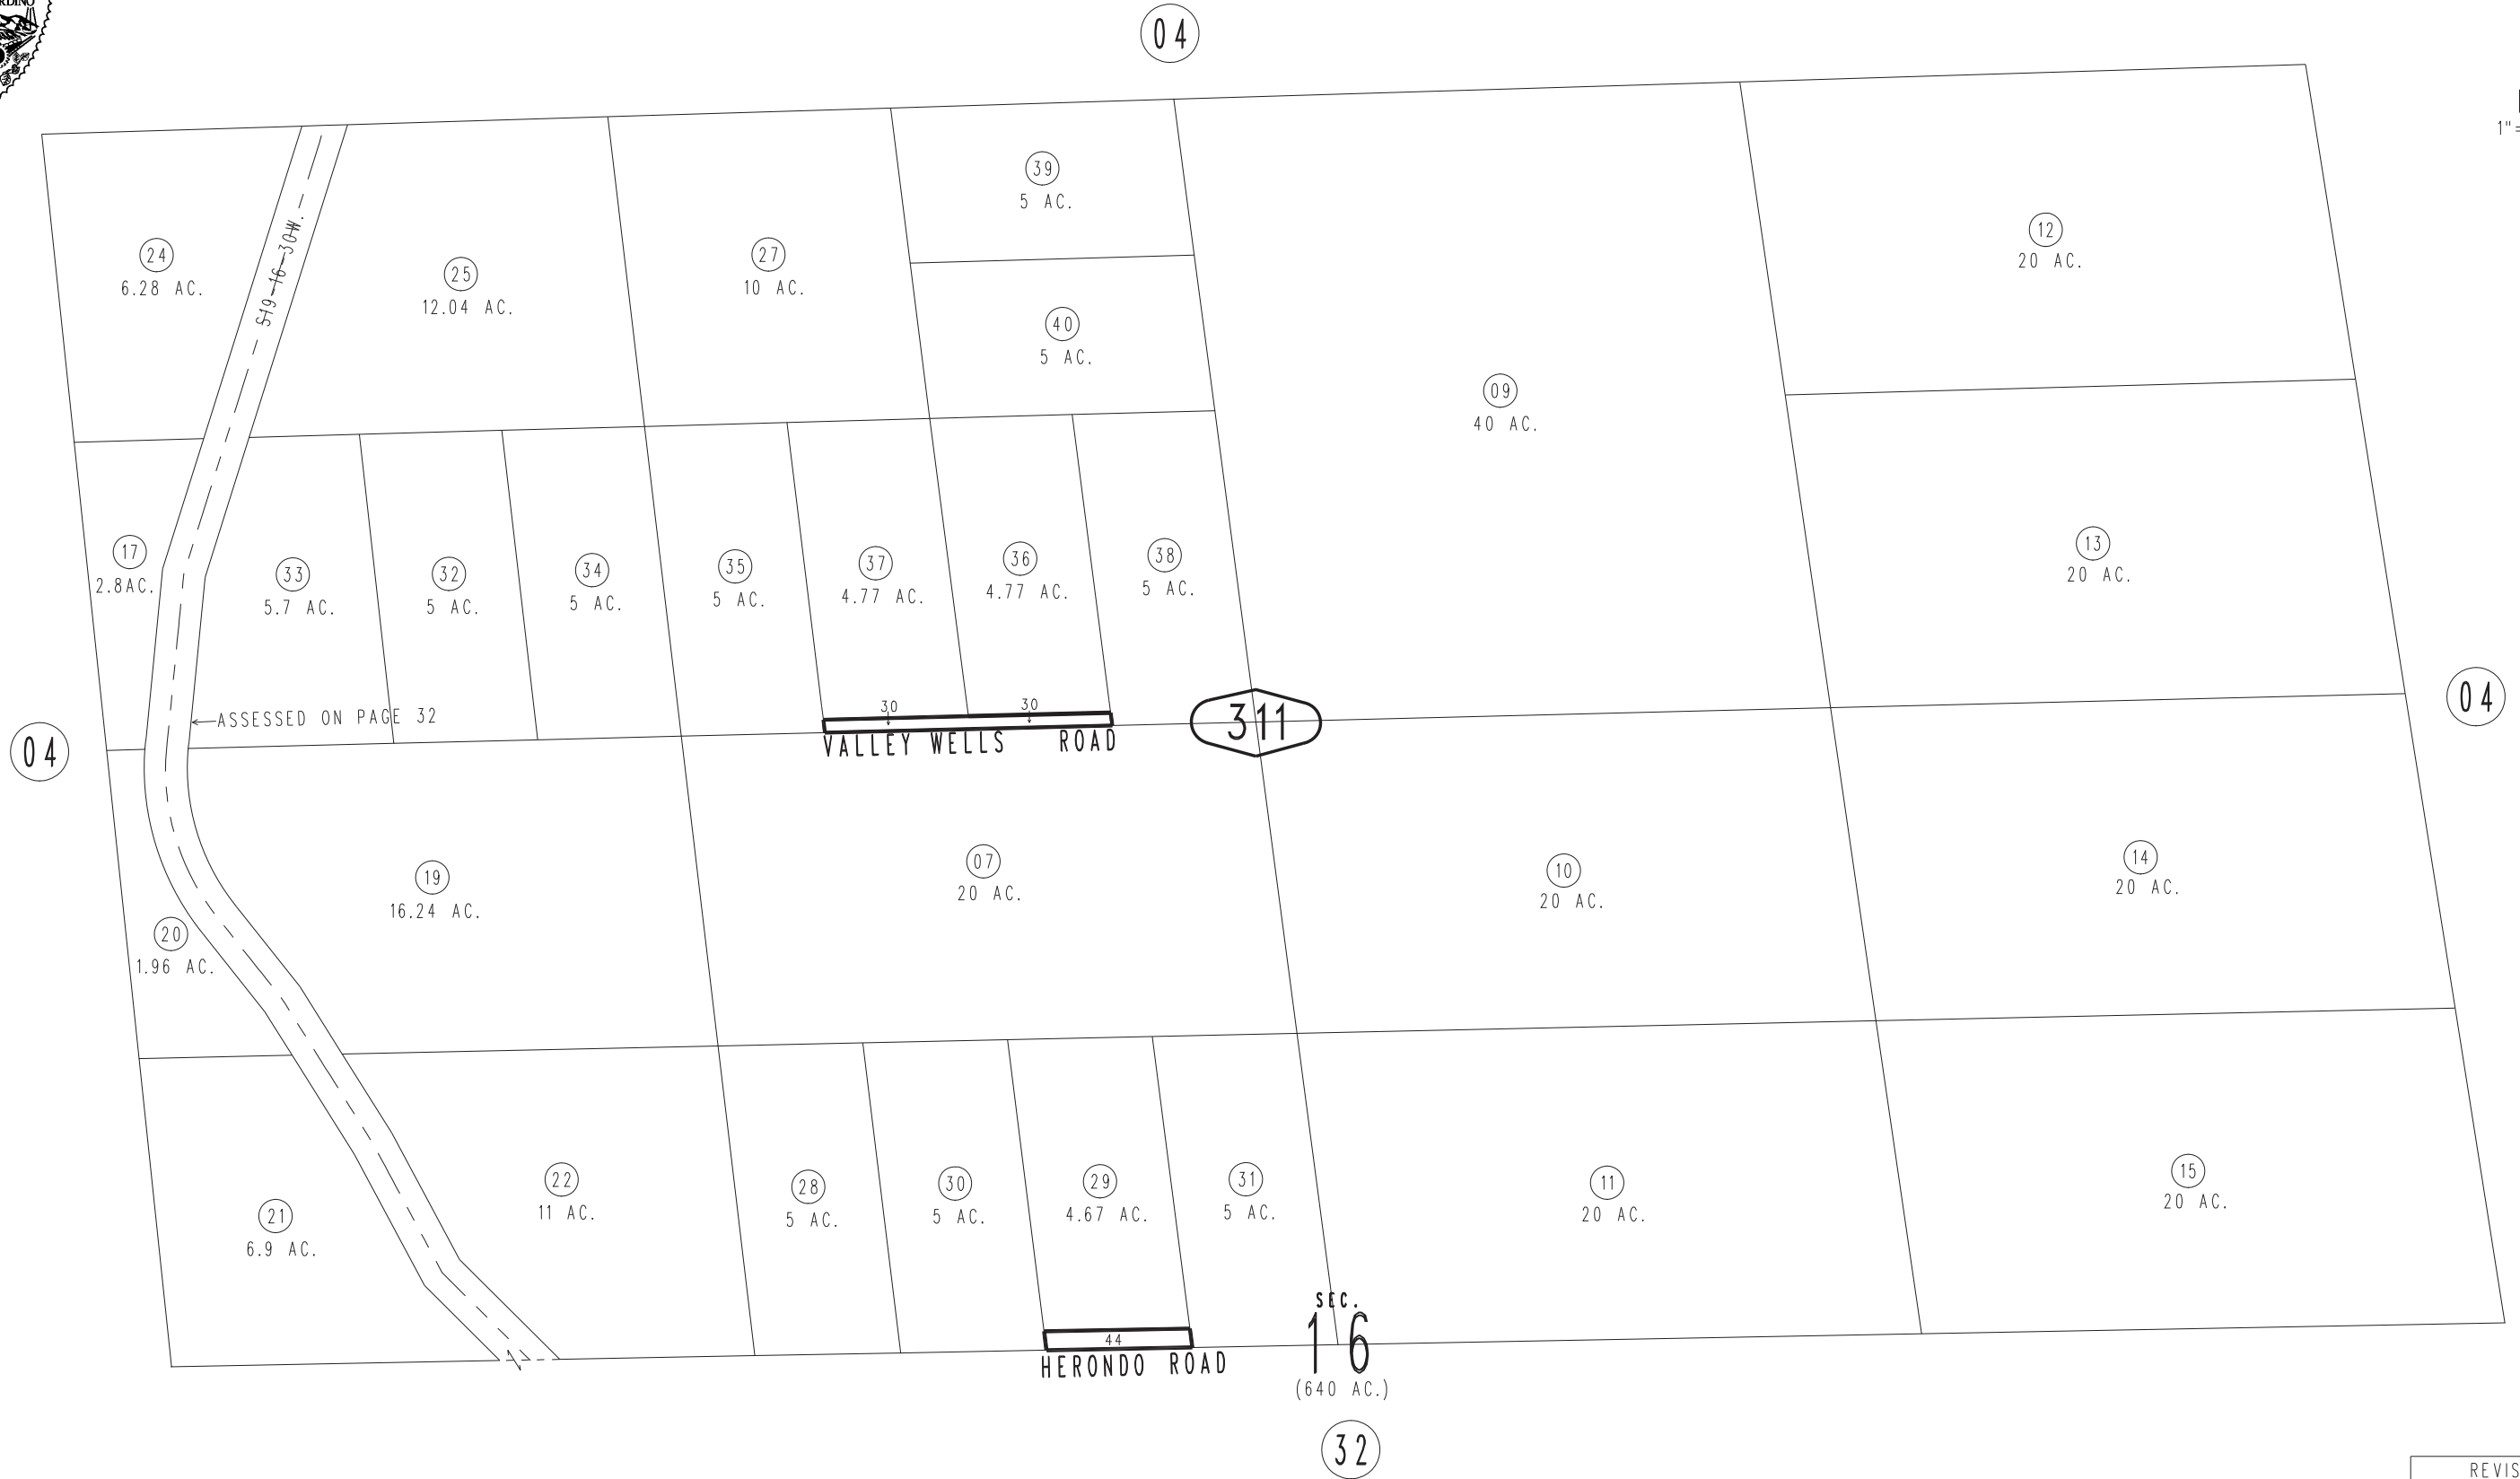 04
1"=
39
5 AC.
12
20 AC.
24
6.28 AC.
S19-16-30W.
25
12.04 AC.
27
10 AC.
40
5 AC.
09
40 AC.
13
20 AC.
17
2.8AC.
33
5.7 AC.
32
5 AC.
34
5 AC.
35
5 AC.
37
4.77 AC.
36
4.77 AC.
38
5 AC.
30
30
ASSESSED ON PAGE 32
VALLEY WELLS ROAD
311
04
04
19
16.24 AC.
07
20 AC.
10
20 AC.
14
20 AC.
20
1.96 AC.
21
6.9 AC.
22
11 AC.
28
5 AC.
30
5 AC.
29
4.67 AC.
31
5 AC.
11
20 AC.
15
20 AC.
44
HERONDO ROAD
SEC.
16
(640 AC.)
32